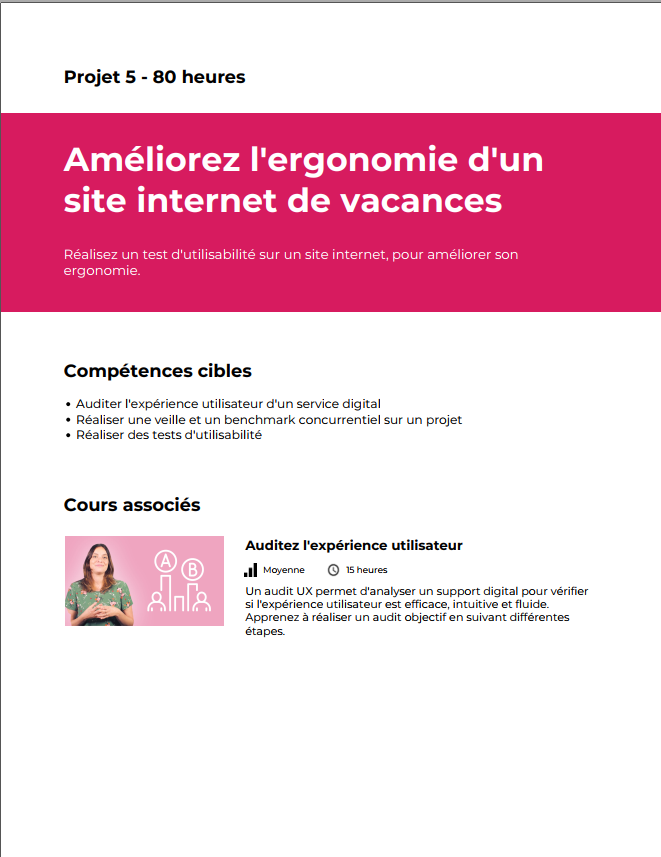 Projet 5 - 80 heures
Améliorez l'ergonomie d'un
site internet de vacances
Réalisez un test d'utilisabilité sur un site internet, pour améliorer son
ergonomie.
Compétences cibles
• Auditer l'expérience utilisateur d'un service digital
• Réaliser une veille et un benchmark concurrentiel sur un projet
• Réaliser des tests d'utilisabilité
Cours associés
A B
Auditez l'expérience utilisateur
Moyenne 15 heures
Un audit UX permet d'analyser un support digital pour vérifier
si l'expérience utilisateur est efficace, intuitive et fluide.
Apprenez à réaliser un audit objectif en suivant différentes
étapes.